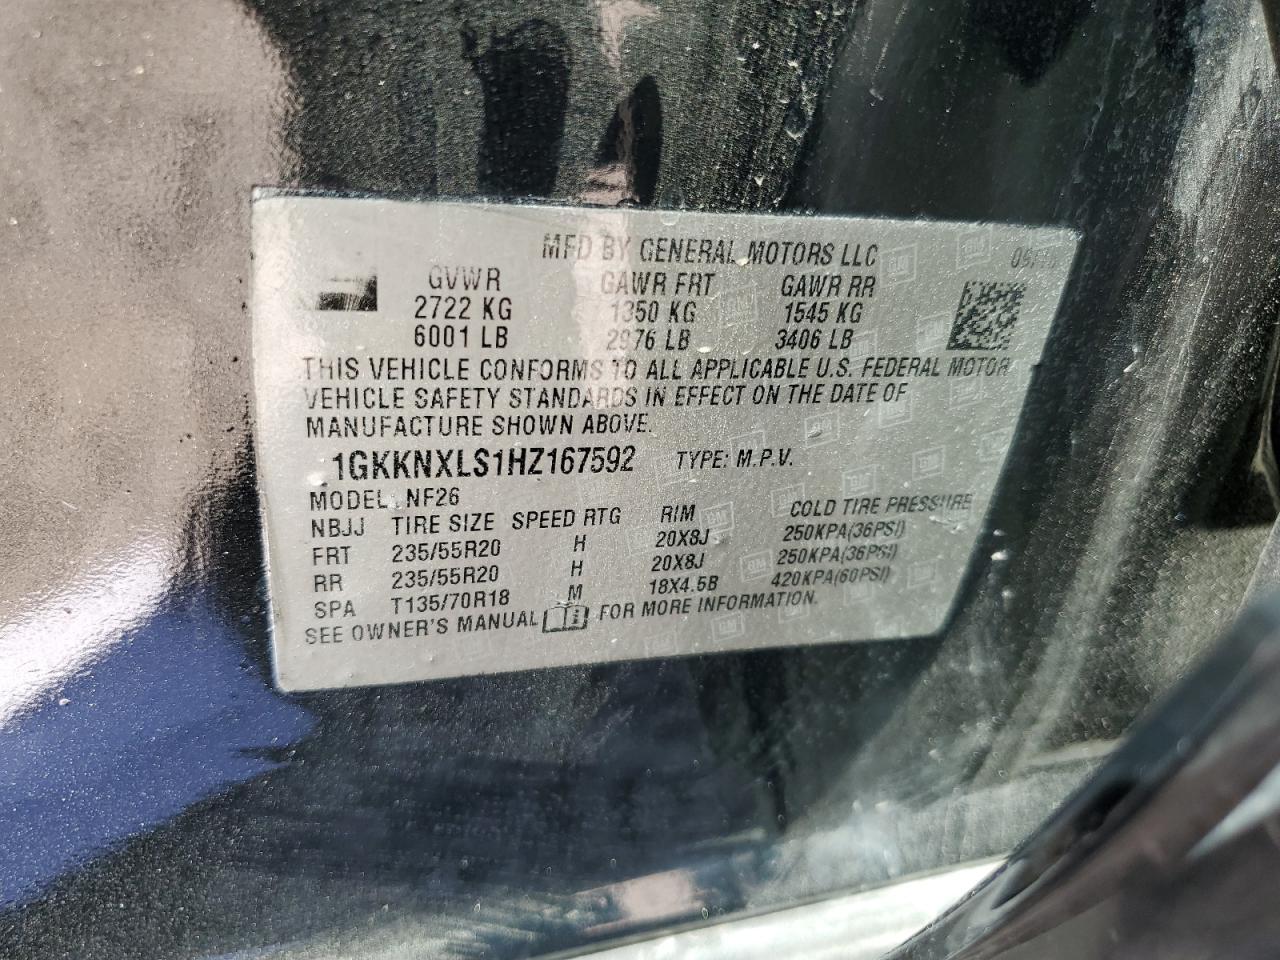 MFD BY GENERAL MOTORS LLC
GVWR GAWR FRT GAWR RR
2722 KG 1350 KG 1545 KG
6001 LB 2976 LB 3406 LB
THIS VEHICLE CONFORMS TO ALL APPLICABLE U.S. FEDERAL MOTOR
VEHICLE SAFETY STANDARDS IN EFFECT ON THE DATE OF
MANUFACTURE SHOWN ABOVE.
1GKKNXLS1HZ167592 TYPE: M.P.V.
MODEL: NF26
NBJJ TIRE SIZE SPEED RTG RIM COLD TIRE PRESSURE
FRT 235/55R20 H 20X8J 250KPA(36PSI)
RR 235/55R20 H 20X8J 250KPA(36PSI)
SPA T135/70R18 M 18X4.5B 420KPA(60PSI)
SEE OWNER'S MANUAL FOR MORE INFORMATION.